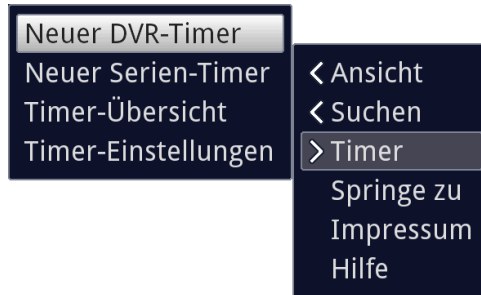 Neuer DVR-Timer
Neuer Serien-Timer
Timer-Übersicht
Timer-Einstellungen
< Ansicht
< Suchen
> Timer
Springe zu
Impressum
Hilfe